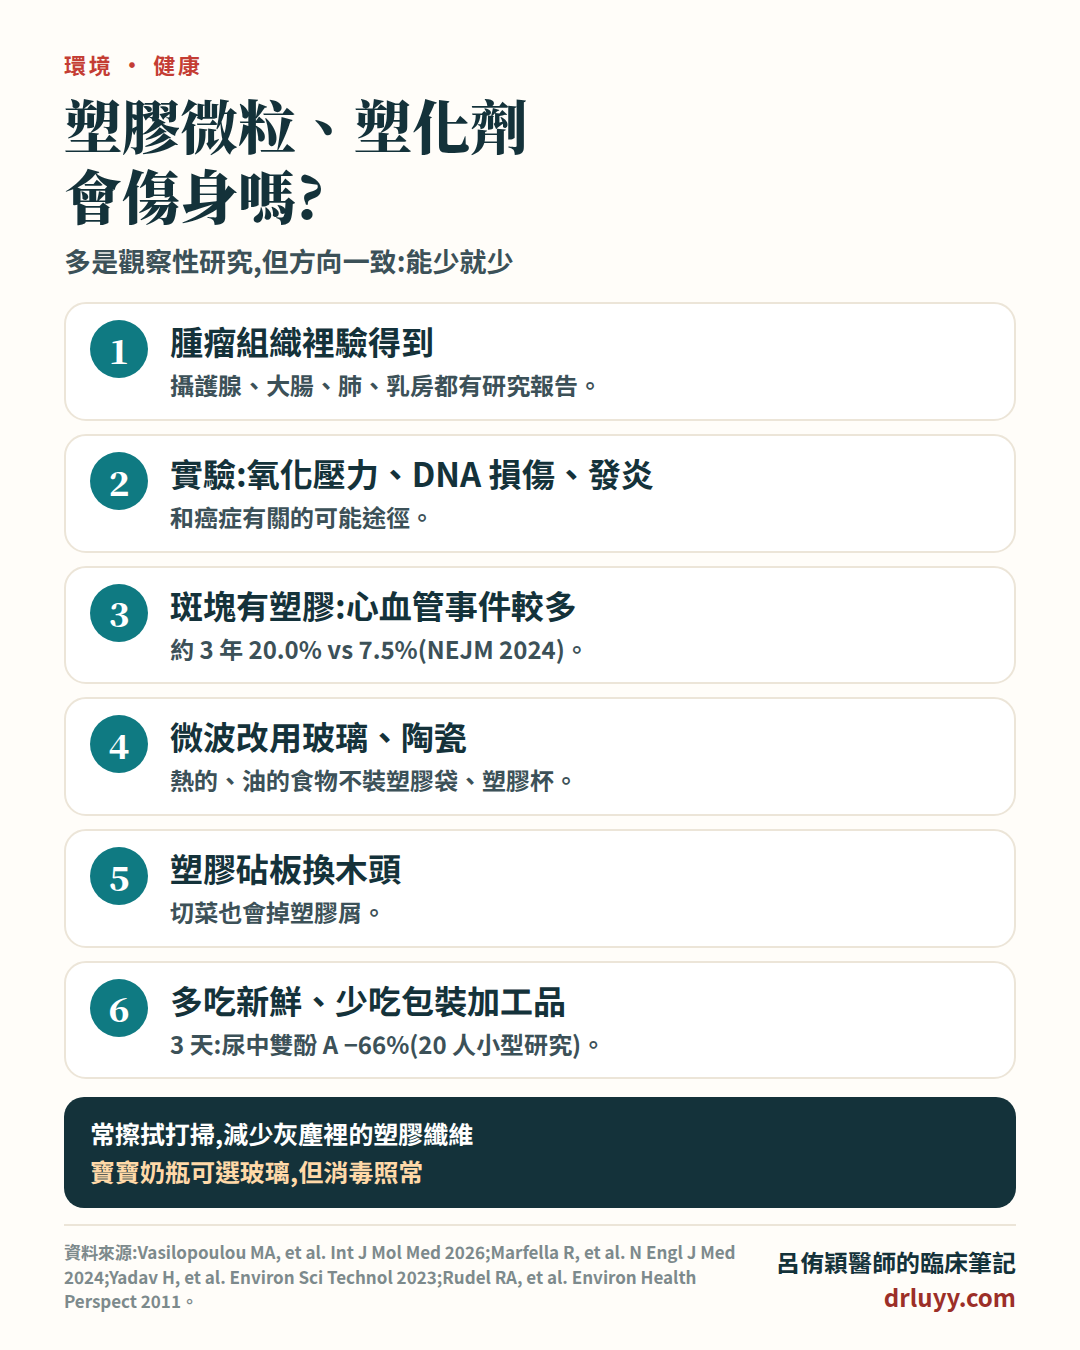 環境 · 健康
塑膠微粒、塑化劑
會傷身嗎?
多是觀察性研究,但方向一致:能少就少
1
腫瘤組織裡驗得到
攝護腺、大腸、肺、乳房都有研究報告。
2
實驗:氧化壓力、DNA 損傷、發炎
和癌症有關的可能途徑。
3
斑塊有塑膠:心血管事件較多
約 3 年 20.0% vs 7.5%(NEJM 2024)。
4
微波改用玻璃、陶瓷
熱的、油的食物不裝塑膠袋、塑膠杯。
5
塑膠砧板換木頭
切菜也會掉塑膠屑。
6
多吃新鮮、少吃包裝加工品
3 天:尿中雙酚 A −66%(20 人小型研究)。
常擦拭打掃,減少灰塵裡的塑膠纖維
寶寶奶瓶可選玻璃,但消毒照常
資料來源:Vasilopoulou MA, et al. Int J Mol Med 2026;Marfella R, et al. N Engl J Med
2024;Yadav H, et al. Environ Sci Technol 2023;Rudel RA, et al. Environ Health
Perspect 2011。
呂侑穎醫師的臨床筆記
drluyy.com